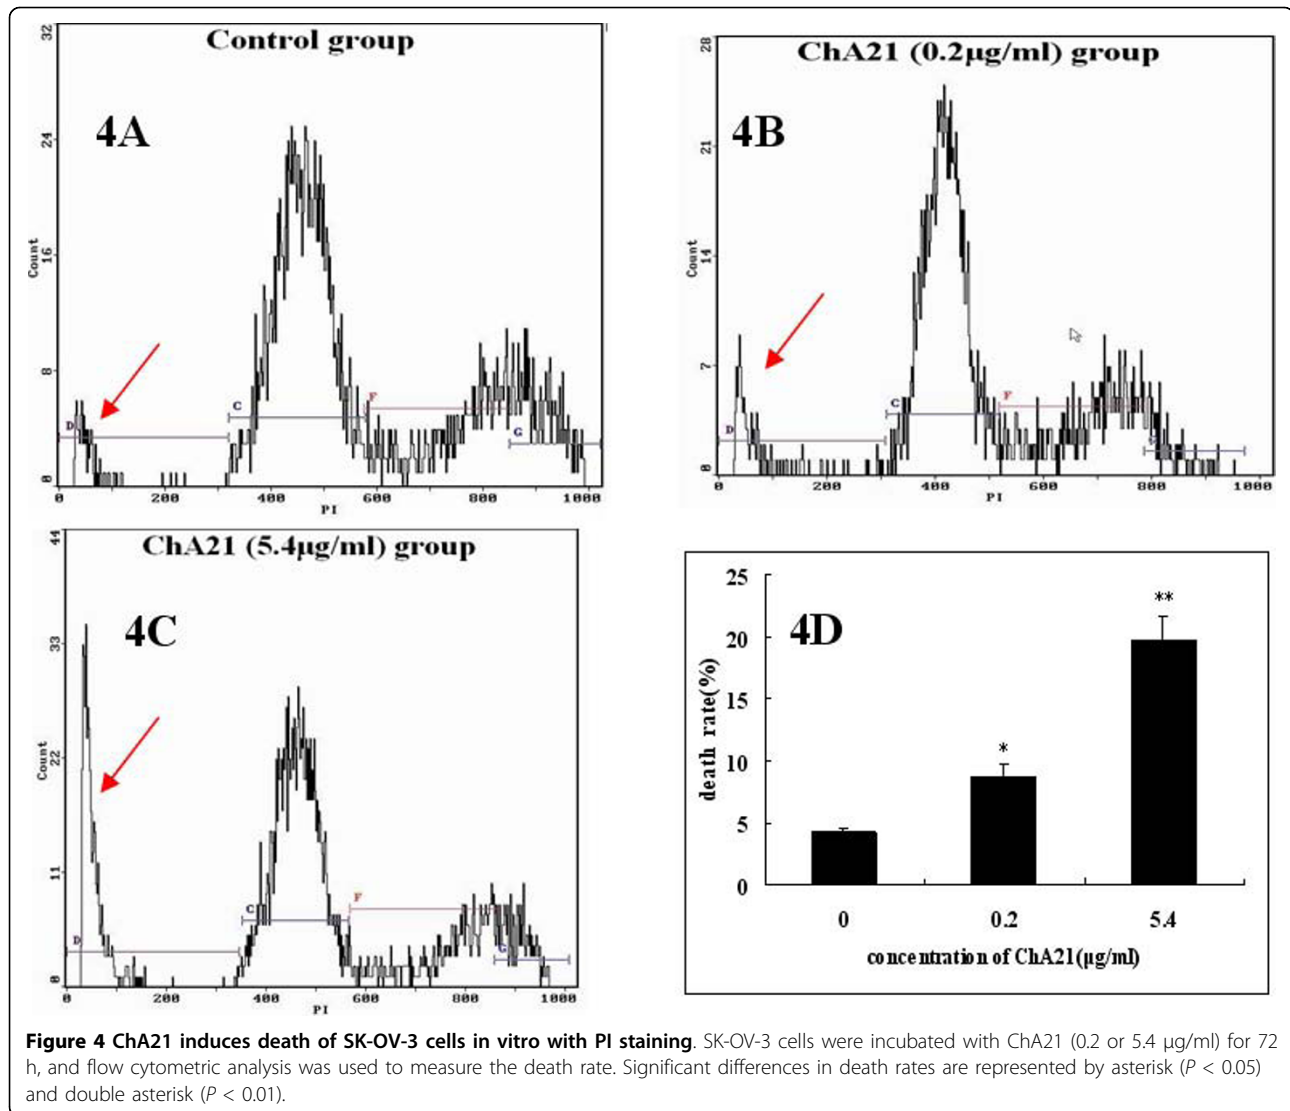 Control group
4A
32
24
16
8
0
Count
D
C
F
G
0 200 400 600 800 1000
PI
ChA21 (0.2µg/ml) group
4B
28
21
14
7
0
Count
D
C
F
0 200 400 600 800 1000
PI
ChA21 (5.4µg/ml) group
4C
44
33
22
11
0
Count
D
C
F
G
0 200 400 600 800 1000
PI
4D
25
20
15
10
5
0
death rate(%)
*
**
0 0.2 5.4
concentration of ChA21(µg/ml)
Figure 4 ChA21 induces death of SK-OV-3 cells in vitro with PI staining. SK-OV-3 cells were incubated with ChA21 (0.2 or 5.4 µg/ml) for 72
h, and flow cytometric analysis was used to measure the death rate. Significant differences in death rates are represented by asterisk (P < 0.05)
and double asterisk (P < 0.01).